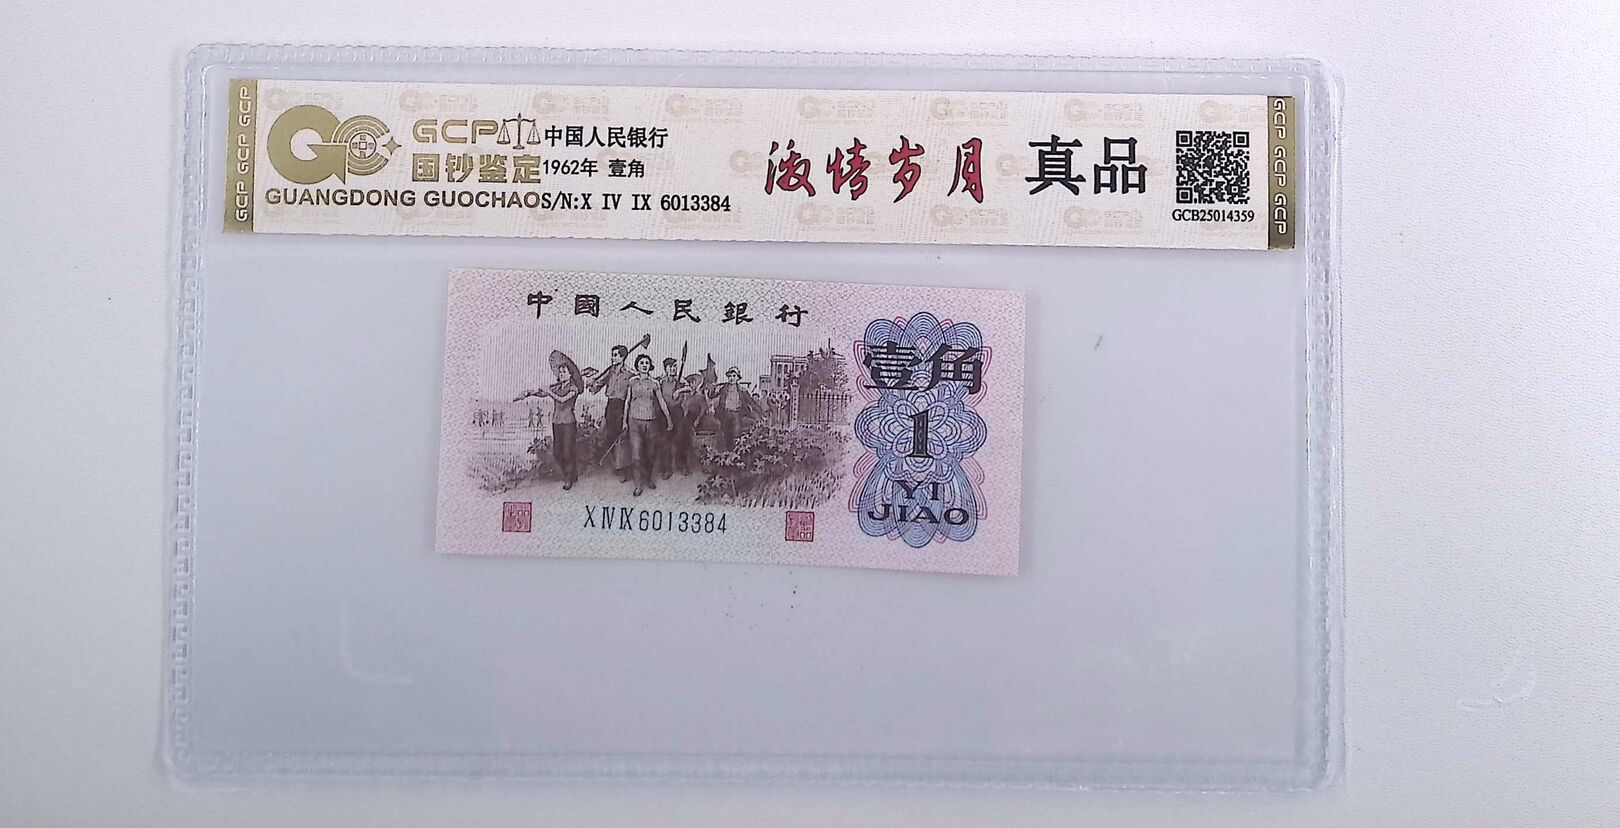 GCP 中国人民银行
国钞鉴定 1962年 壹角
GUANGDONG GUOCHAO S/N:X IV IX 6013384
激情岁月 真品
GCB25014359
GCP GCP GCP
GCP GCP GCP
中國人民銀行
壹角
1
YI
JIAO
X IV IX 6013384